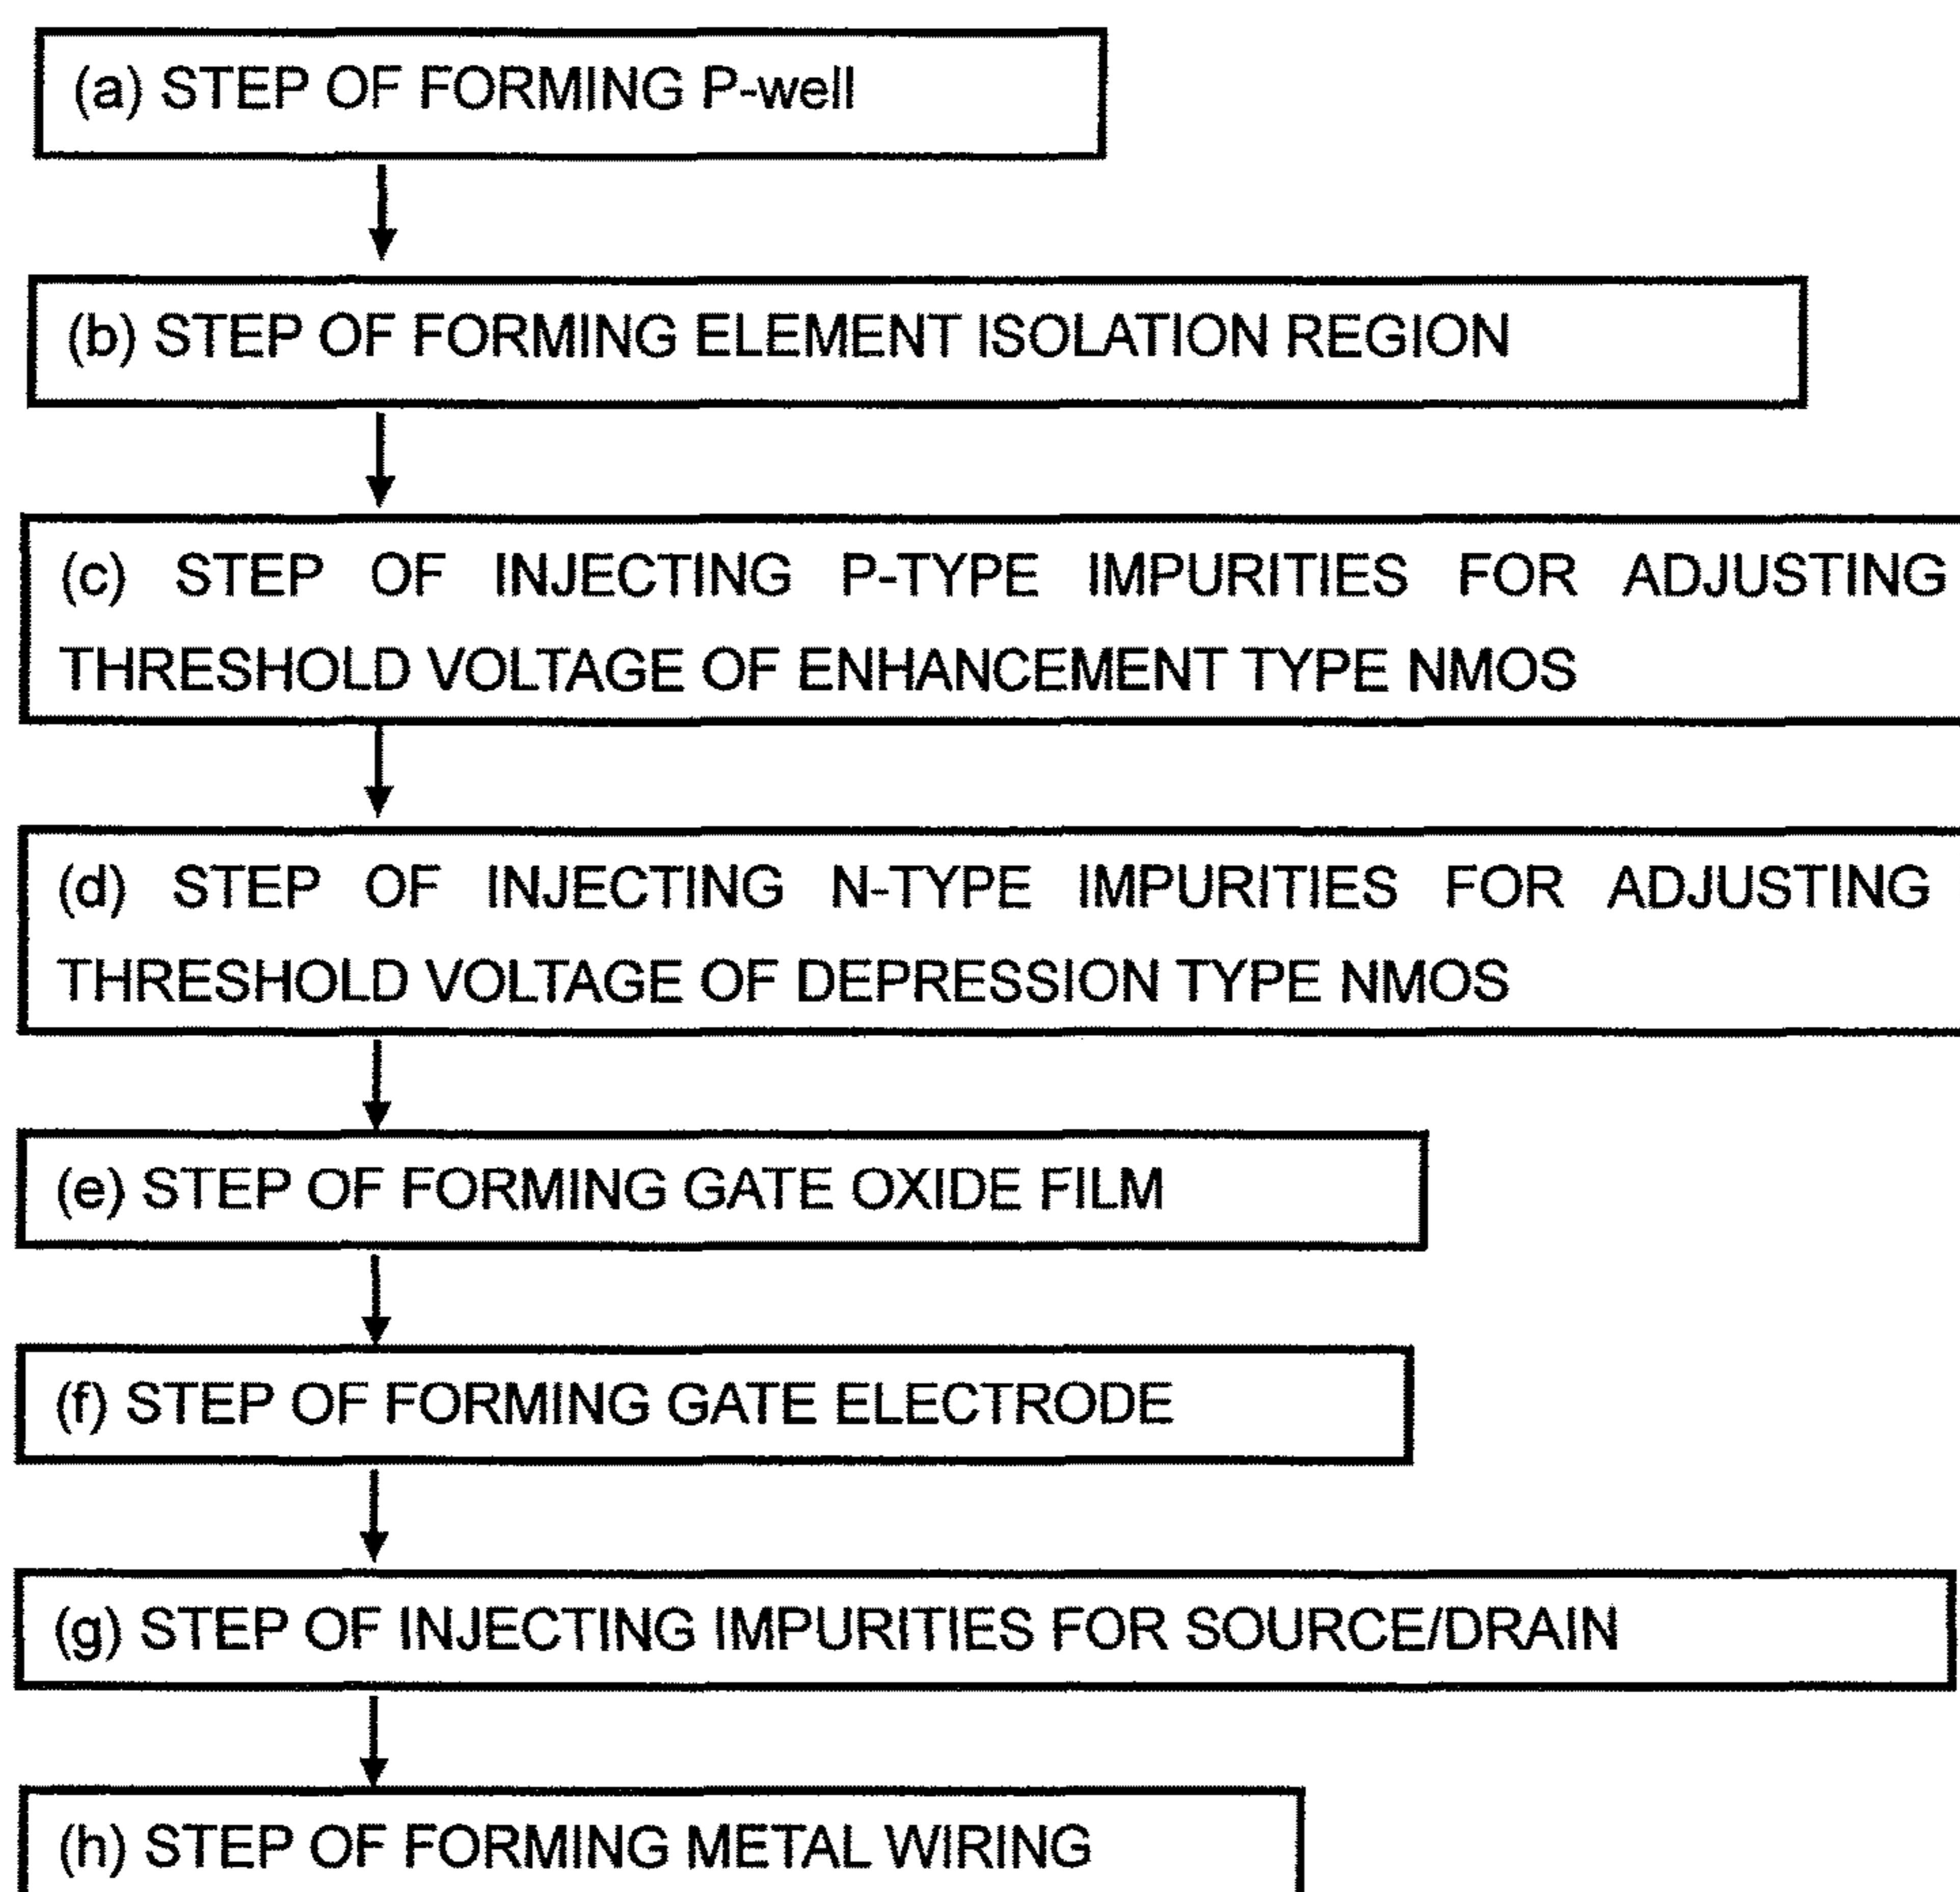 (a) STEP OF FORMING P-well
(b) STEP OF FORMING ELEMENT ISOLATION REGION
(c) STEP OF INJECTING P-TYPE IMPURITIES FOR ADJUSTING
THRESHOLD VOLTAGE OF ENHANCEMENT TYPE NMOS
(d) STEP OF INJECTING N-TYPE IMPURITIES FOR ADJUSTING
THRESHOLD VOLTAGE OF DEPRESSION TYPE NMOS
(e) STEP OF FORMING GATE OXIDE FILM
(f) STEP OF FORMING GATE ELECTRODE
(g) STEP OF INJECTING IMPURITIES FOR SOURCE/DRAIN
(h) STEP OF FORMING METAL WIRING